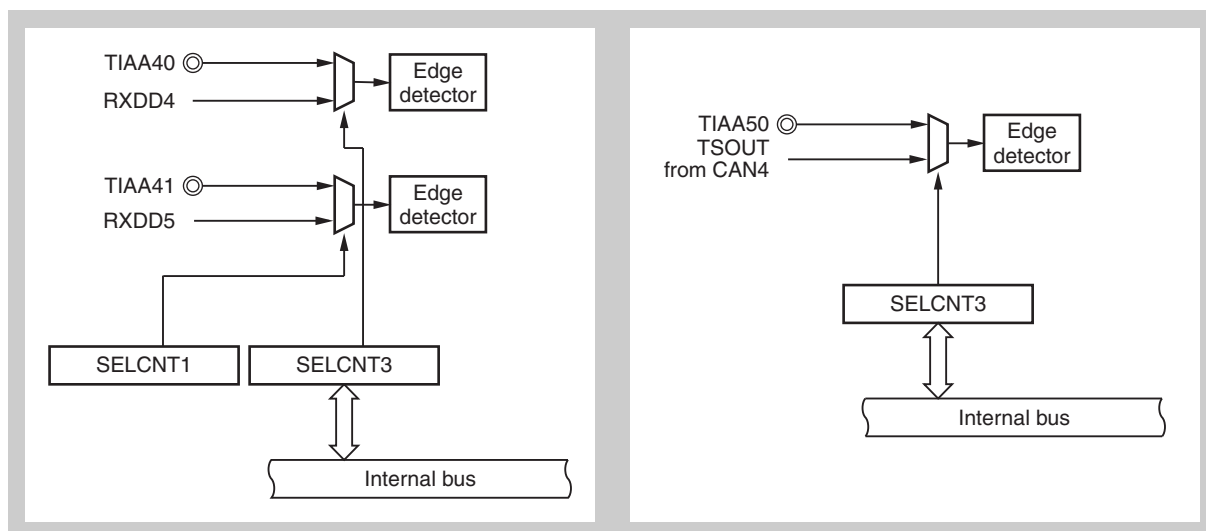 TIAA40
RXDD4
Edge
detector
TIAA41
RXDD5
Edge
detector
SELCNT1
SELCNT3
Internal bus
TIAA50
TSOUT
from CAN4
Edge
detector
SELCNT3
Internal bus